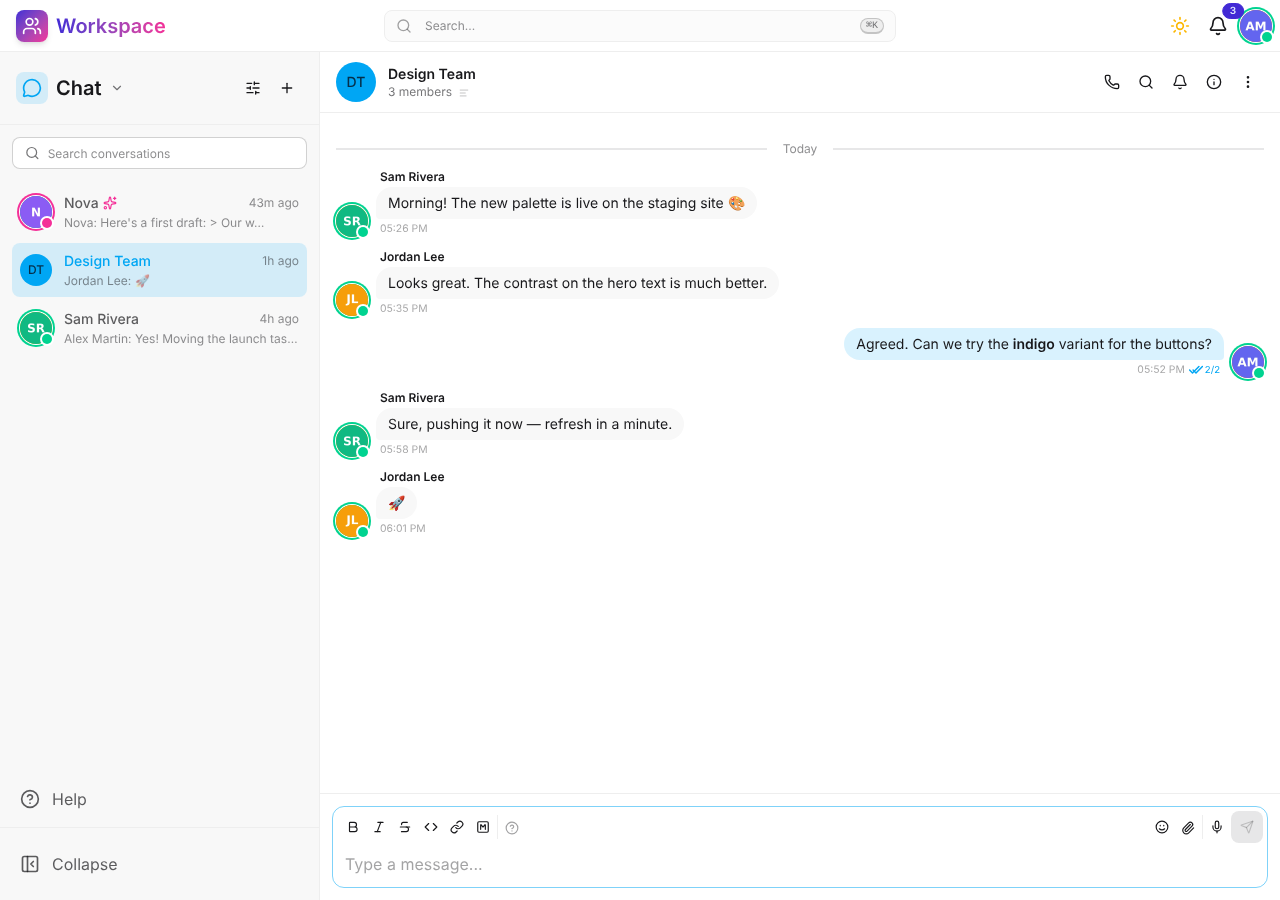 Workspace
Search...
⌘K
3
AM
Chat
Search conversations
N
Nova
43m ago
Nova: Here's a first draft: > Our w...
DT
Design Team
1h ago
Jordan Lee: 🚀
SR
Sam Rivera
4h ago
Alex Martin: Yes! Moving the launch tas...
Help
Collapse
DT
Design Team
3 members
Today
Sam Rivera
SR
Morning! The new palette is live on the staging site 🎨
05:26 PM
Jordan Lee
JL
Looks great. The contrast on the hero text is much better.
05:35 PM
Agreed. Can we try the indigo variant for the buttons?
AM
05:52 PM 2/2
Sam Rivera
SR
Sure, pushing it now — refresh in a minute.
05:58 PM
Jordan Lee
JL
🚀
06:01 PM
Type a message...